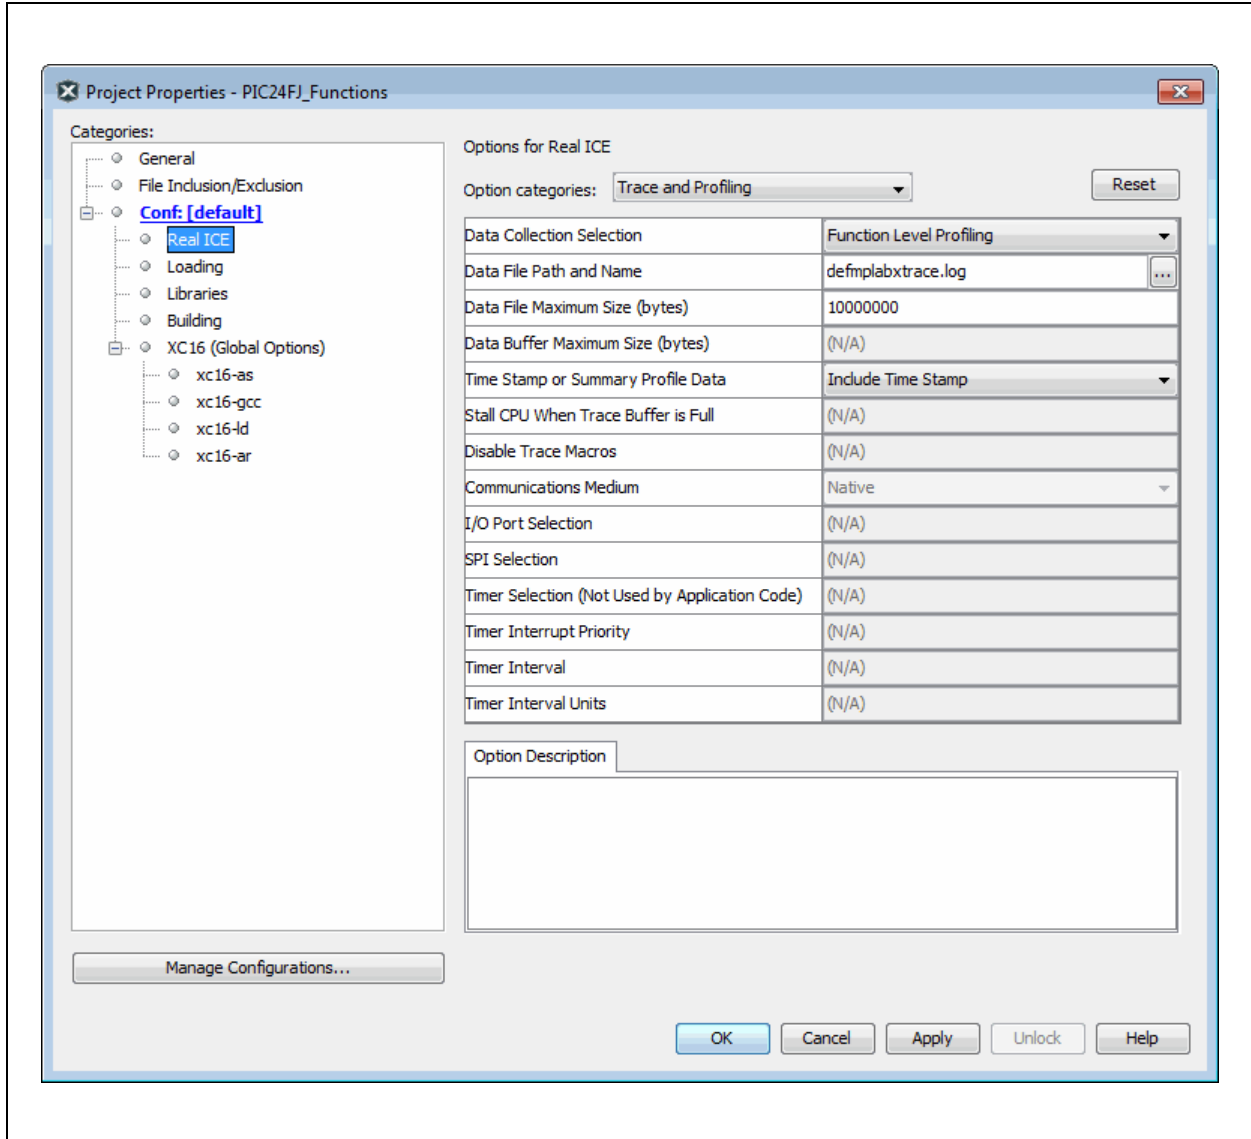 Project Properties - PIC24FJ_Functions
Categories:
General
File Inclusion/Exclusion
Conf: [default]
Real ICE
Loading
Libraries
Building
XC16 (Global Options)
xc16-as
xc16-gcc
xc16-ld
xc16-ar
Manage Configurations...
Options for Real ICE
Option categories: Trace and Profiling Reset
Data Collection Selection Function Level Profiling
Data File Path and Name defmplabxtrace.log ...
Data File Maximum Size (bytes) 10000000
Data Buffer Maximum Size (bytes) (N/A)
Time Stamp or Summary Profile Data Include Time Stamp
Stall CPU When Trace Buffer is Full (N/A)
Disable Trace Macros (N/A)
Communications Medium Native
I/O Port Selection (N/A)
SPI Selection (N/A)
Timer Selection (Not Used by Application Code) (N/A)
Timer Interrupt Priority (N/A)
Timer Interval (N/A)
Timer Interval Units (N/A)
Option Description
OK Cancel Apply Unlock Help